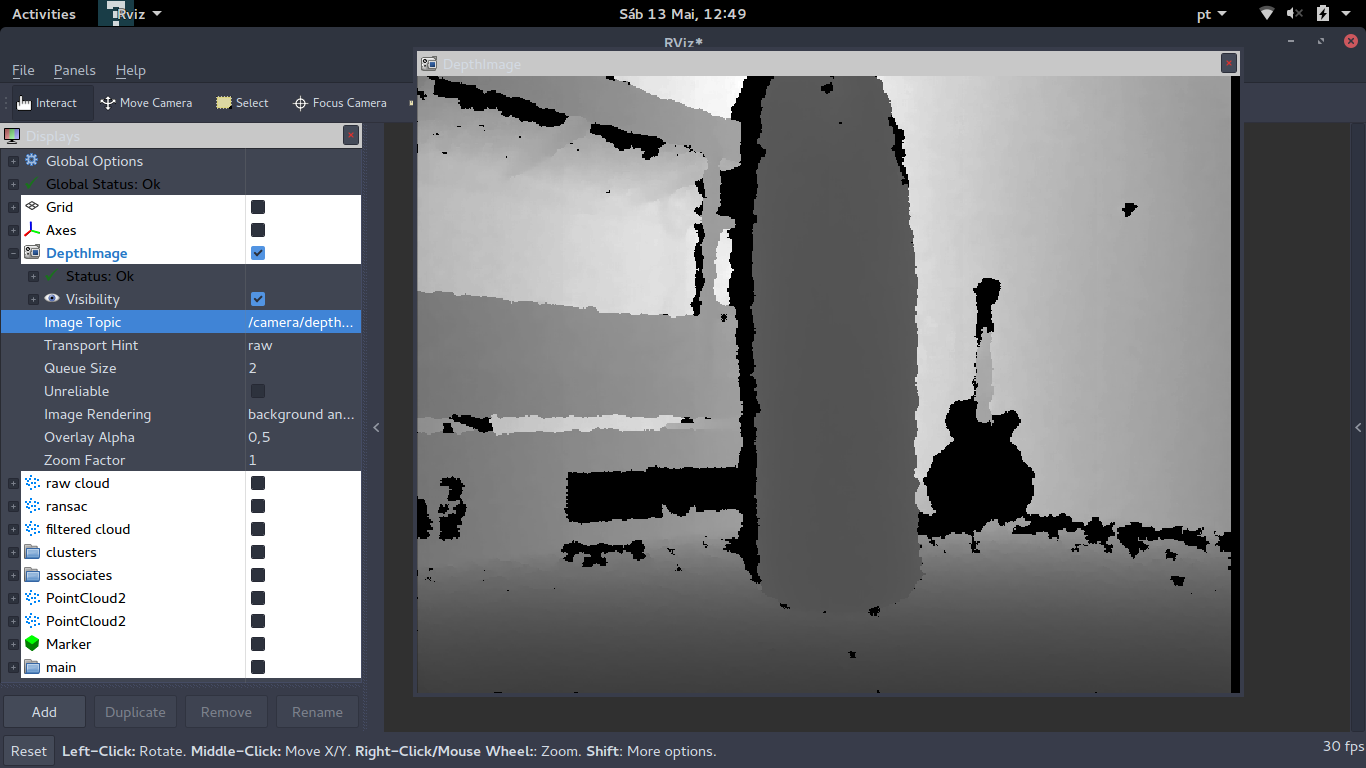 Activities Rviz Sáb 13 Mai, 12:49 pt
RViz*
File Panels Help
Interact Move Camera Select Focus Camera
Displays
Global Options
Global Status: Ok
Grid
Axes
DepthImage
Status: Ok
Visibility
Image Topic /camera/depth...
Transport Hint raw
Queue Size 2
Unreliable
Image Rendering background an...
Overlay Alpha 0,5
Zoom Factor 1
raw cloud
ransac
filtered cloud
clusters
associates
PointCloud2
PointCloud2
Marker
main
Add Duplicate Remove Rename
DepthImage
Reset Left-Click: Rotate. Middle-Click: Move X/Y. Right-Click/Mouse Wheel:: Zoom. Shift: More options. 30 fps